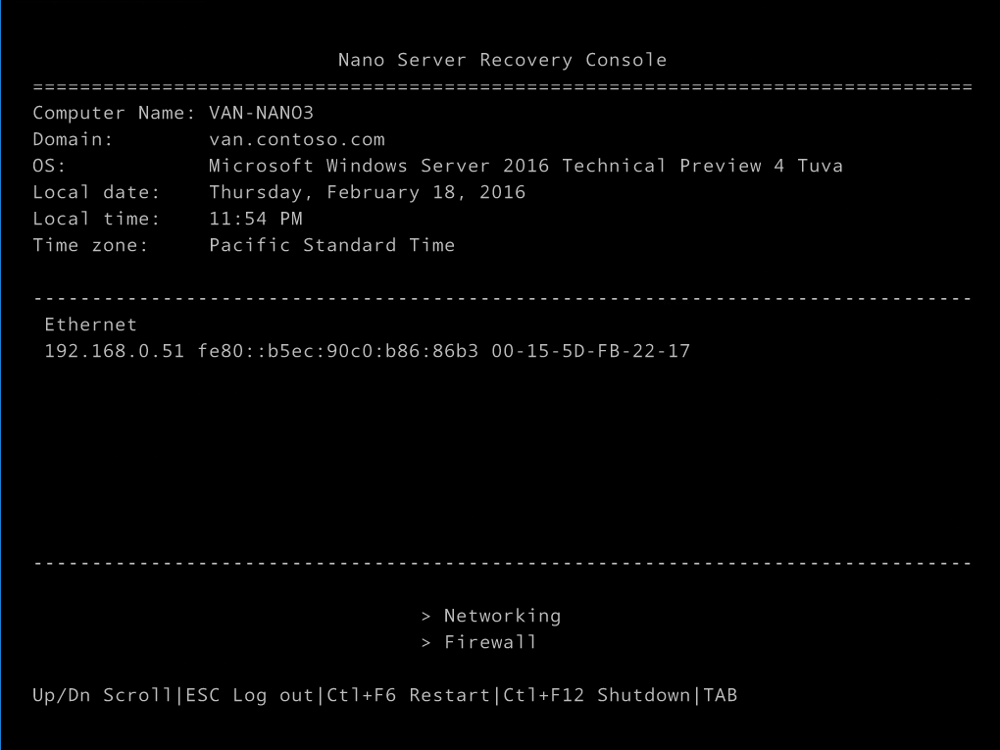 Nano Server Recovery Console
================================================================================
Computer Name: VAN-NANO3
Domain: van.contoso.com
OS: Microsoft Windows Server 2016 Technical Preview 4 Tuva
Local date: Thursday, February 18, 2016
Local time: 11:54 PM
Time zone: Pacific Standard Time
--------------------------------------------------------------------------------
Ethernet
192.168.0.51 fe80::b5ec:90c0:b86:86b3 00-15-5D-FB-22-17
--------------------------------------------------------------------------------
> Networking
> Firewall
Up/Dn Scroll|ESC Log out|Ctl+F6 Restart|Ctl+F12 Shutdown|TAB